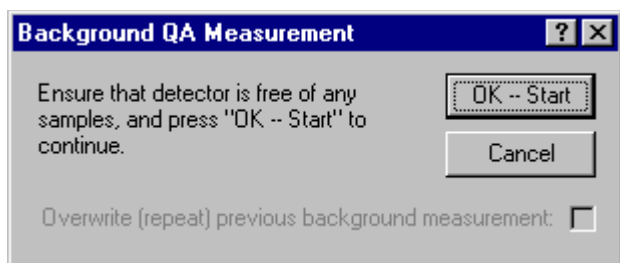 Background QA Measurement
Ensure that detector is free of any
samples, and press "OK -- Start" to
continue.
OK -- Start
Cancel
Overwrite (repeat) previous background measurement: